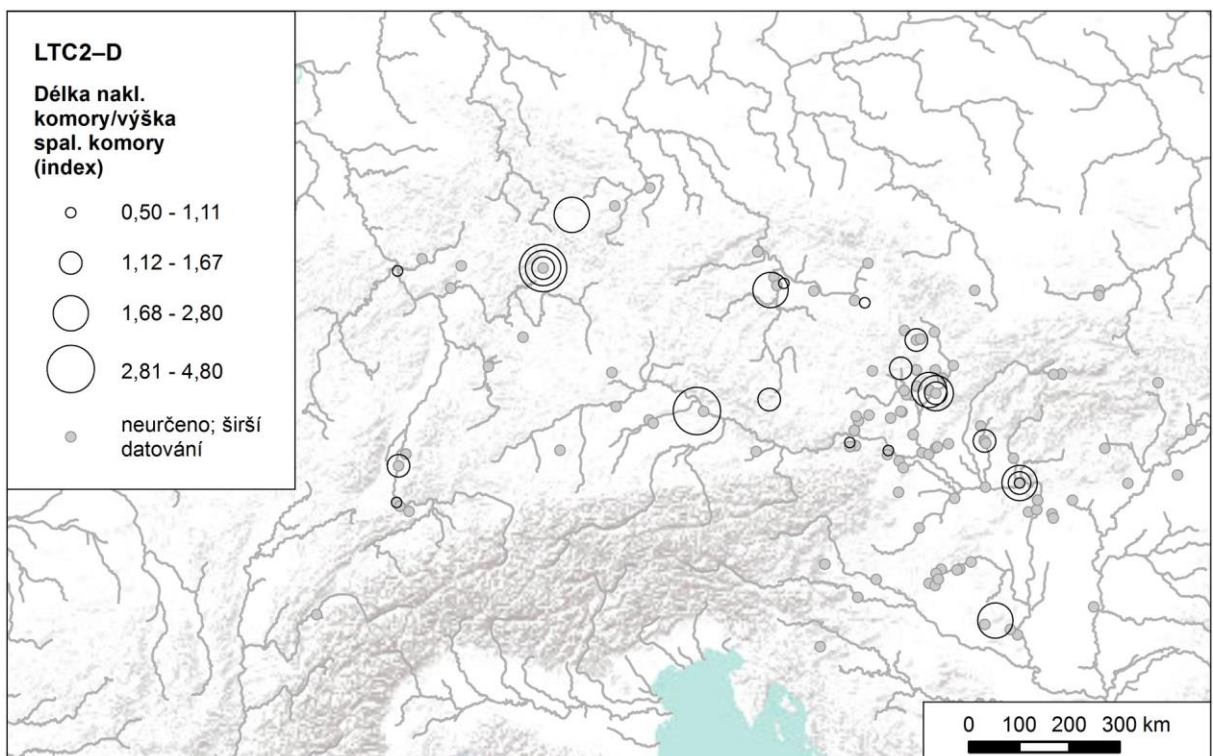 LTC2–D
Délka nakl.
komory/výška
spal. komory
(index)
0,50 - 1,11
1,12 - 1,67
1,68 - 2,80
2,81 - 4,80
neurčeno; širší
datování
0 100 200 300 km